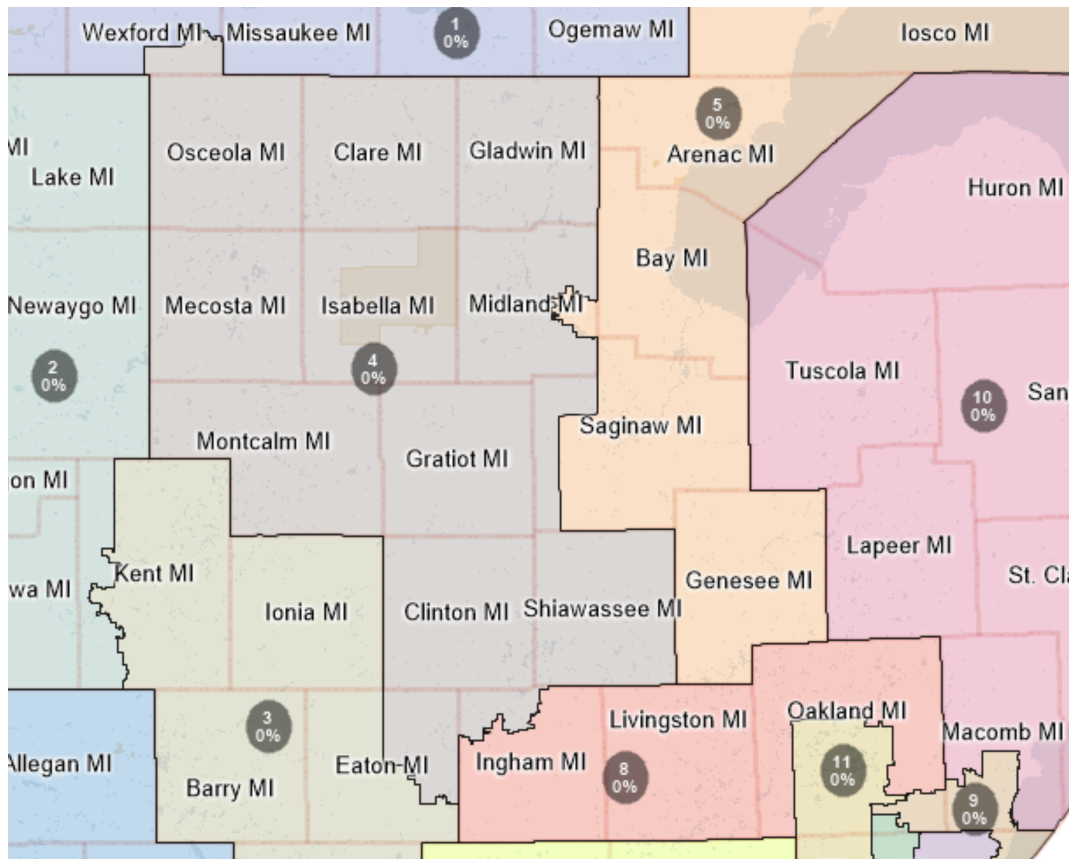 Wexford MI
Missaukee MI
1
0%
Ogemaw MI
Iosco MI
5
0%
Osceola MI
Clare MI
Gladwin MI
Arenac MI
MI
Lake MI
Huron MI
Bay MI
Newaygo MI
Mecosta MI
Isabella MI
Midland MI
2
0%
4
0%
Tuscola MI
10
0%
San
Saginaw MI
Montcalm MI
Gratiot MI
on MI
Lapeer MI
wa MI
Kent MI
Ionia MI
Clinton MI
Shiawassee MI
Genesee MI
St. Cla
3
0%
Livingston MI
Oakland MI
Macomb MI
Allegan MI
Barry MI
Eaton MI
Ingham MI
8
0%
11
0%
9
0%